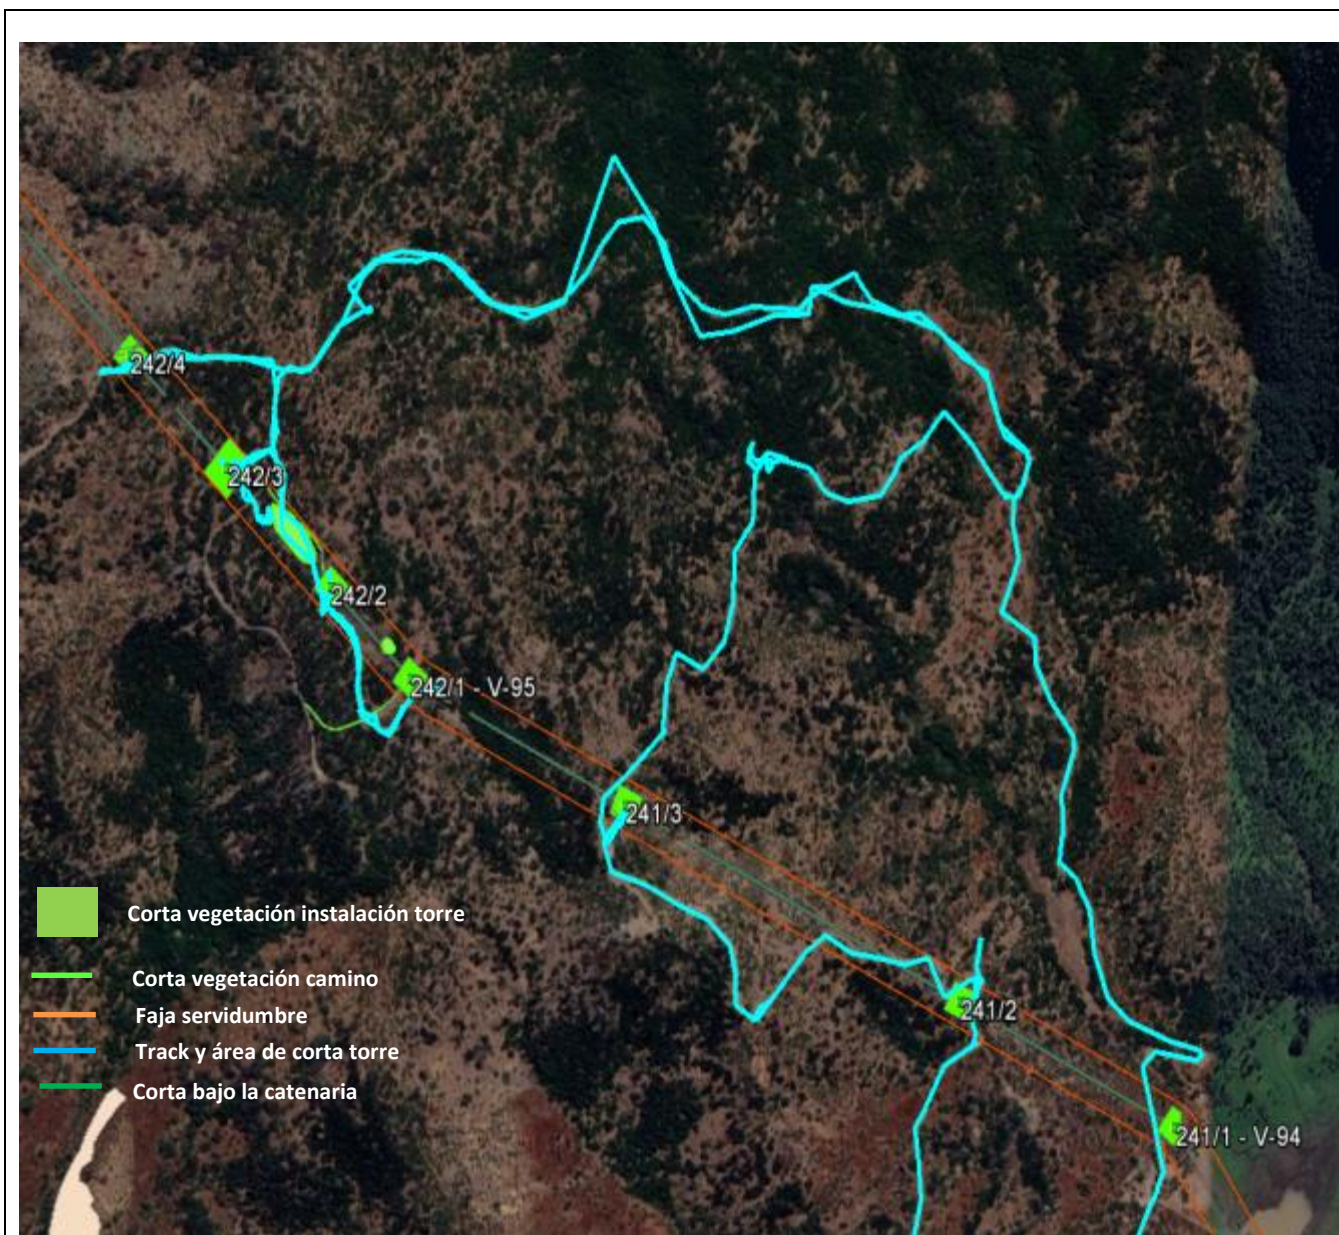 242/4
242/3
242/2
242/1 - V-95
241/3
Corta vegetación instalación torre
Corta vegetación camino
Faja servidumbre
241/2
Track y área de corta torre
Corta bajo la catenaria
241/1 - V-94